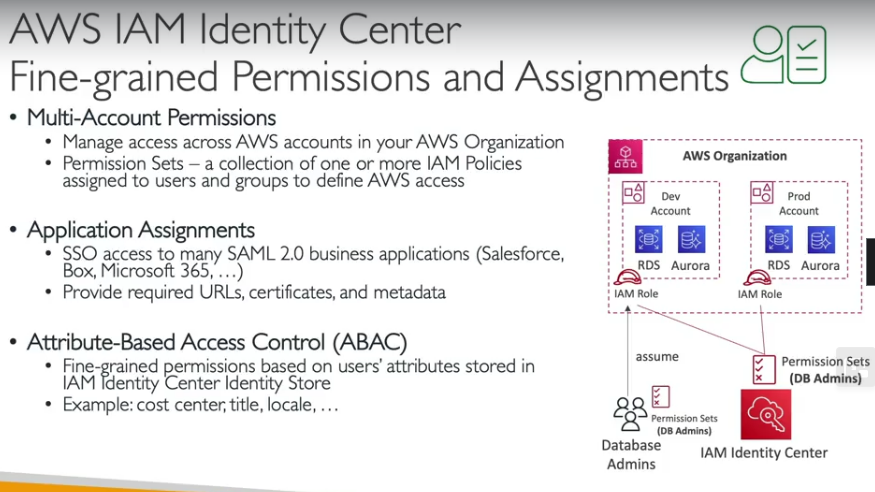 AWS IAM Identity Center
Fine-grained Permissions and Assignments
• Multi-Account Permissions
• Manage access across AWS accounts in your AWS Organization
• Permission Sets – a collection of one or more IAM Policies
assigned to users and groups to define AWS access
• Application Assignments
• SSO access to many SAML 2.0 business applications (Salesforce,
Box, Microsoft 365, …)
• Provide required URLs, certificates, and metadata
• Attribute-Based Access Control (ABAC)
• Fine-grained permissions based on users' attributes stored in
IAM Identity Center Identity Store
• Example: cost center, title, locale, …
AWS Organization
Dev
Account
RDS Aurora
IAM Role
Prod
Account
RDS Aurora
IAM Role
assume
Permission Sets
(DB Admins)
Permission Sets
(DB Admins)
Database
Admins
IAM Identity Center